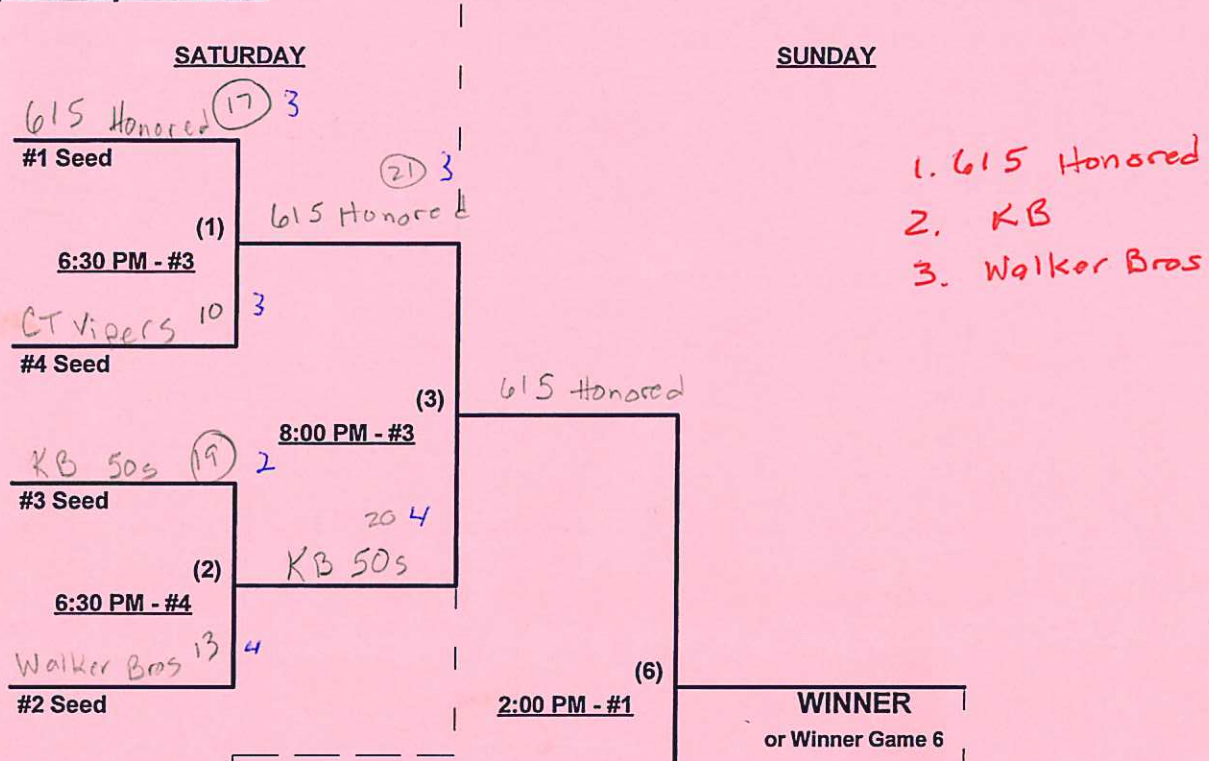 SATURDAY
SUNDAY
615 Honored 17 3
#1 Seed
1. 615 Honored
2. KB
3. Walker Bros
21 3
615 Honored
(1)
6:30 PM - #3
CT Vipers 10 3
#4 Seed
615 Honored
(3)
8:00 PM - #3
KB 50s 19 2
#3 Seed
20 4
KB 50s
(2)
6:30 PM - #4
Walker Bros 13 4
#2 Seed
(6)
2:00 PM - #1
WINNER
or Winner Game 6